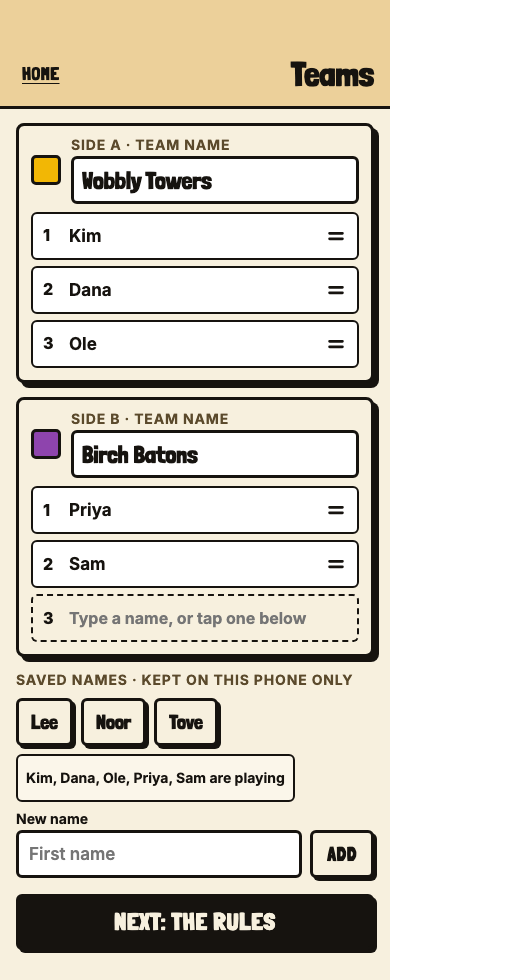 HOME
Teams
SIDE A · TEAM NAME
Wobbly Towers
1 Kim
2 Dana
3 Ole
SIDE B · TEAM NAME
Birch Batons
1 Priya
2 Sam
3 Type a name, or tap one below
SAVED NAMES · KEPT ON THIS PHONE ONLY
Lee Noor Tove
Kim, Dana, Ole, Priya, Sam are playing
New name
First name ADD
NEXT: THE RULES